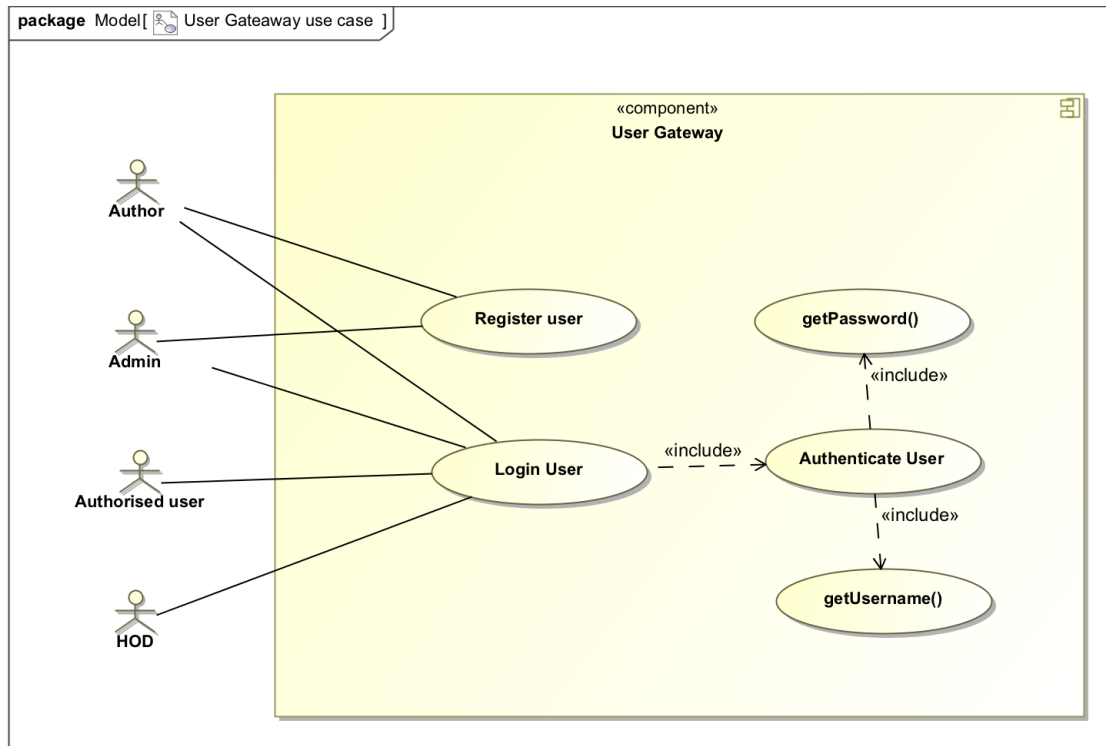 package Model[ User Gateaway use case ]
«component»
User Gateway
Author
Register user
getPassword()
Admin
«include»
«include»
Login User
Authenticate User
Authorised user
«include»
getUsername()
HOD